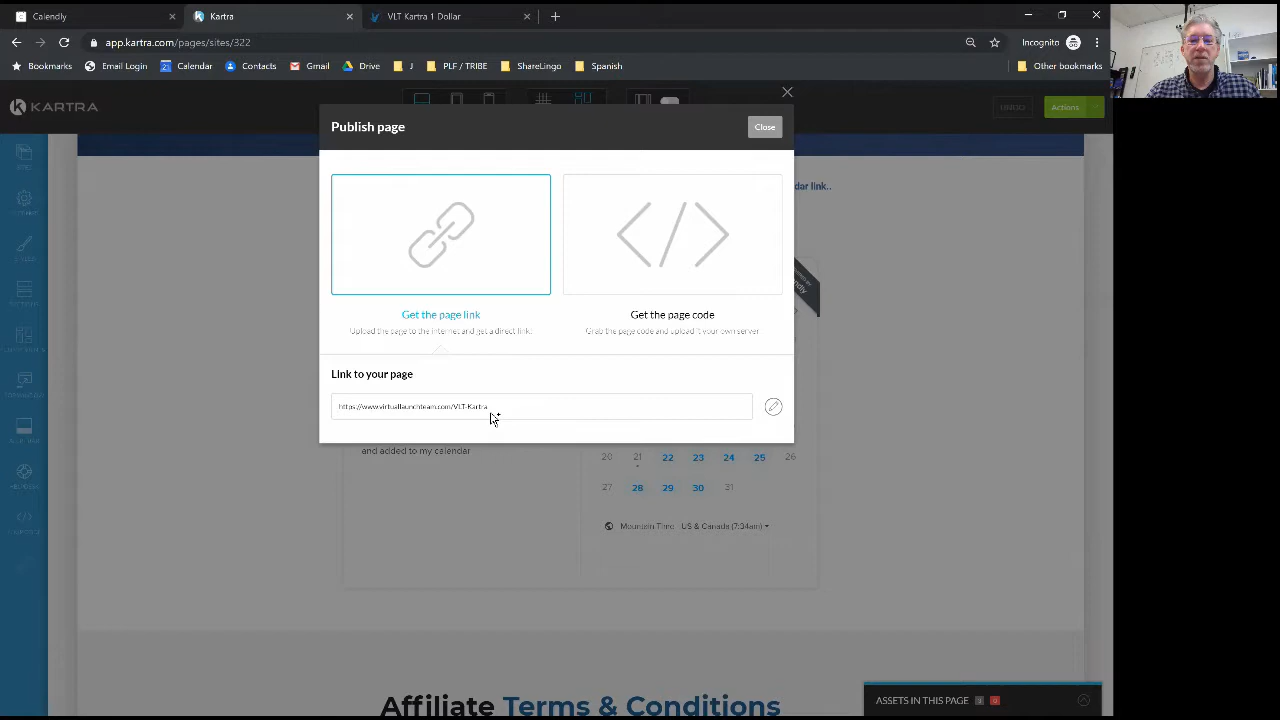 Calendly
Kartra
VLT Kartra 1 Dollar
app.kartra.com/pages/sites/322
Incognito
Bookmarks
Email Login
Calendar
Contacts
Gmail
Drive
J
PLF / TRIBE
ShareLingo
Spanish
Other bookmarks
KARTRA
UNDO
Actions
Publish page
Close
dar link..
Get the page link
Get the page code
Upload the page to the internet and get a direct link!
Grab the page code and upload it your own server
Link to your page
https://www.virtuallaunchteam.com/VLT-Kartra
and added to my calendar
20 21 22 23 24 25 26
27 28 29 30 31
Mountain Time - US & Canada (7:34am)
Affiliate Terms & Conditions
ASSETS IN THIS PAGE